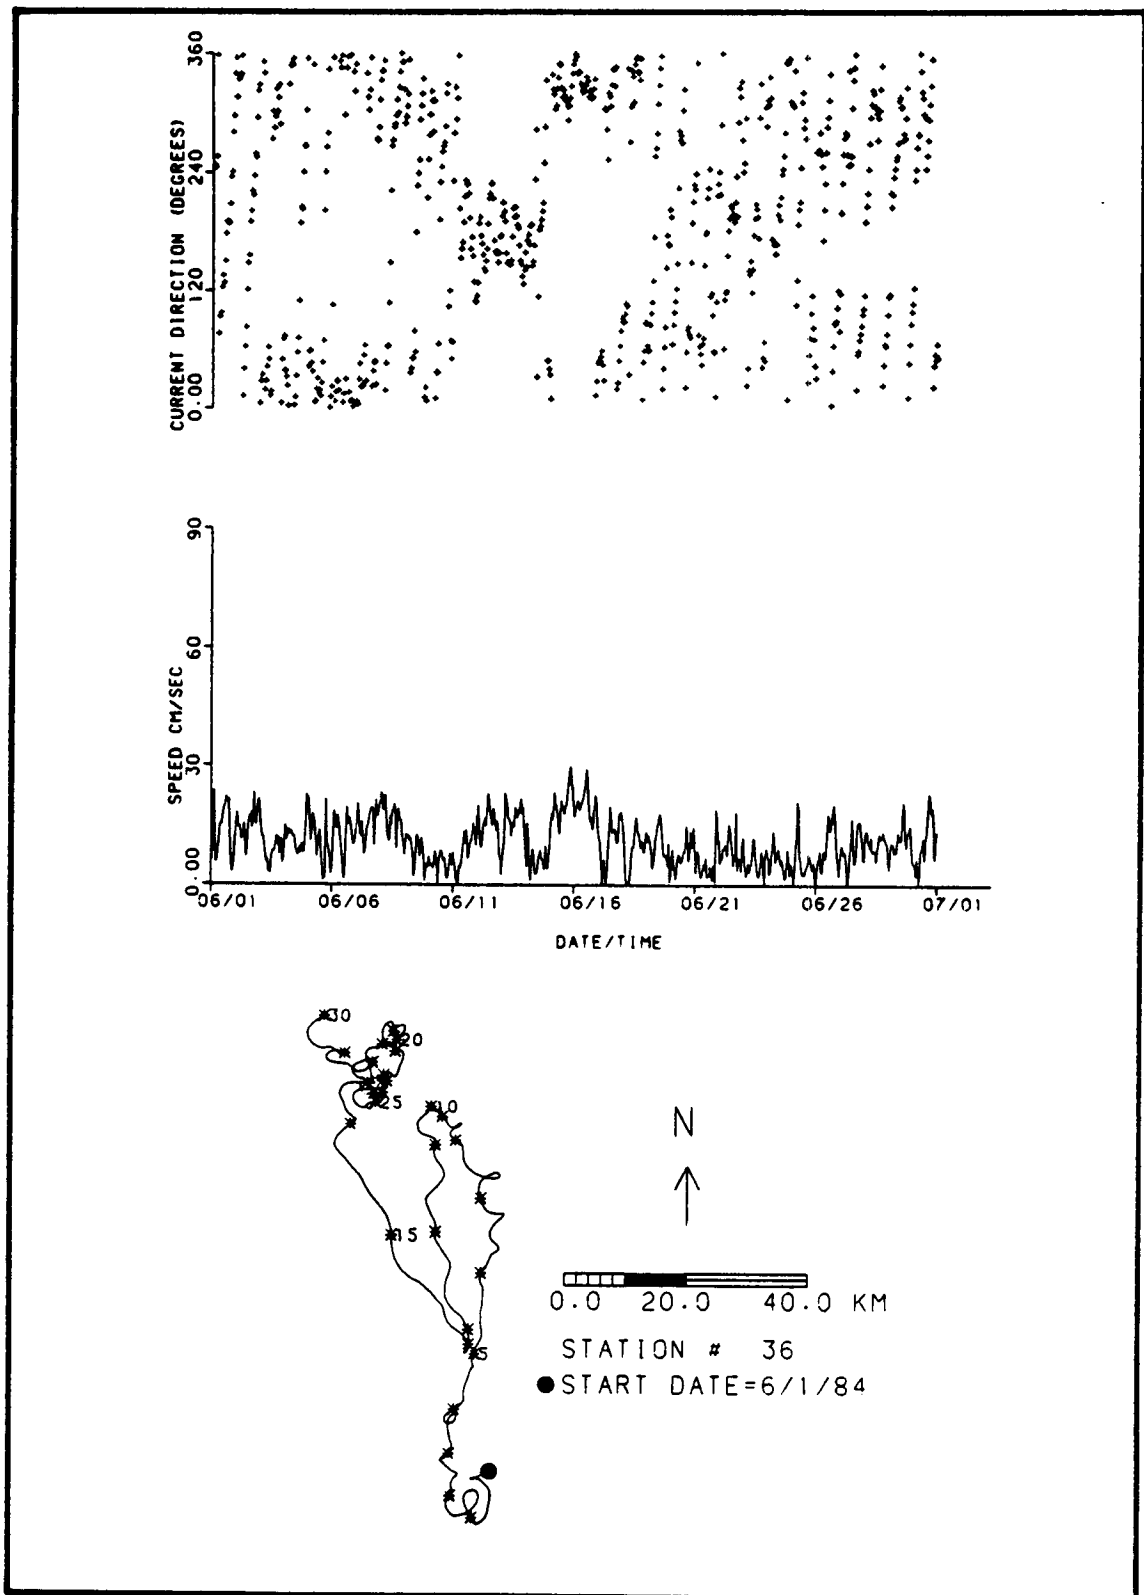 360
240
120
0.00
CURRENT DIRECTION (DEGREES)
90
60
30
0.00
SPEED CM/SEC
06/01 06/06 06/11 06/16 06/21 06/26 07/01
DATE/TIME
30
20
25
10
15
5
N
0.0 20.0 40.0 KM
STATION # 36
START DATE=6/1/84